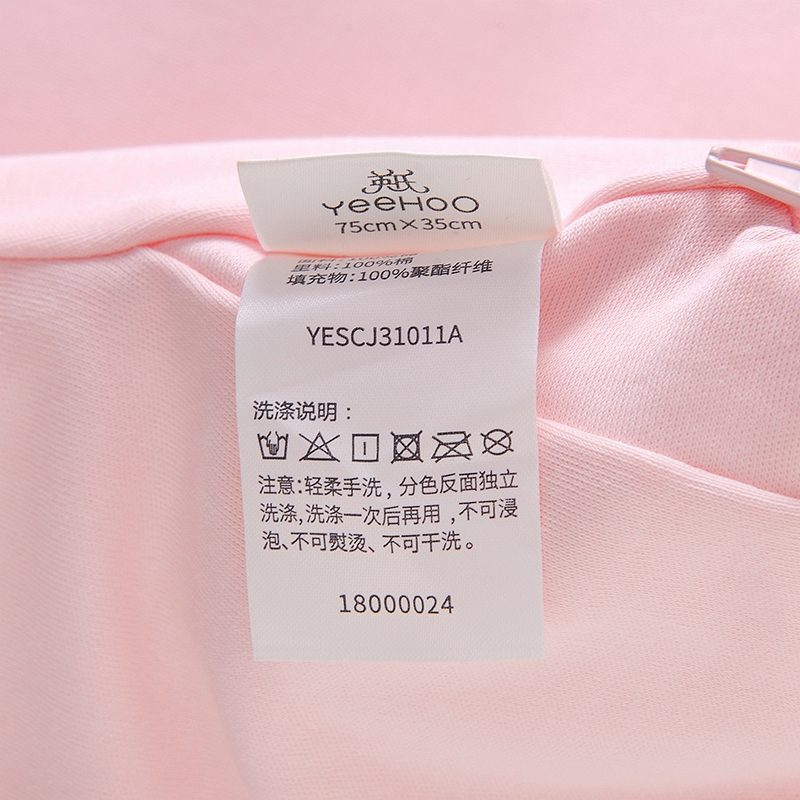 英氏
YeeHoo
75cm×35cm
里料:100%棉
填充物:100%聚酯纤维
YESCJ31011A
洗涤说明:
注意:轻柔手洗,分色反面独立
洗涤,洗涤一次后再用,不可浸
泡、不可熨烫、不可干洗。
18000024